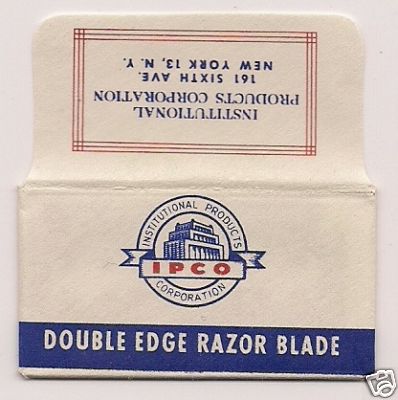 INSTITUTIONAL
PRODUCTS CORPORATION
161 SIXTH AVE.
NEW YORK 13, N. Y.
INSTITUTIONAL PRODUCTS
IPCO
CORPORATION
DOUBLE EDGE RAZOR BLADE